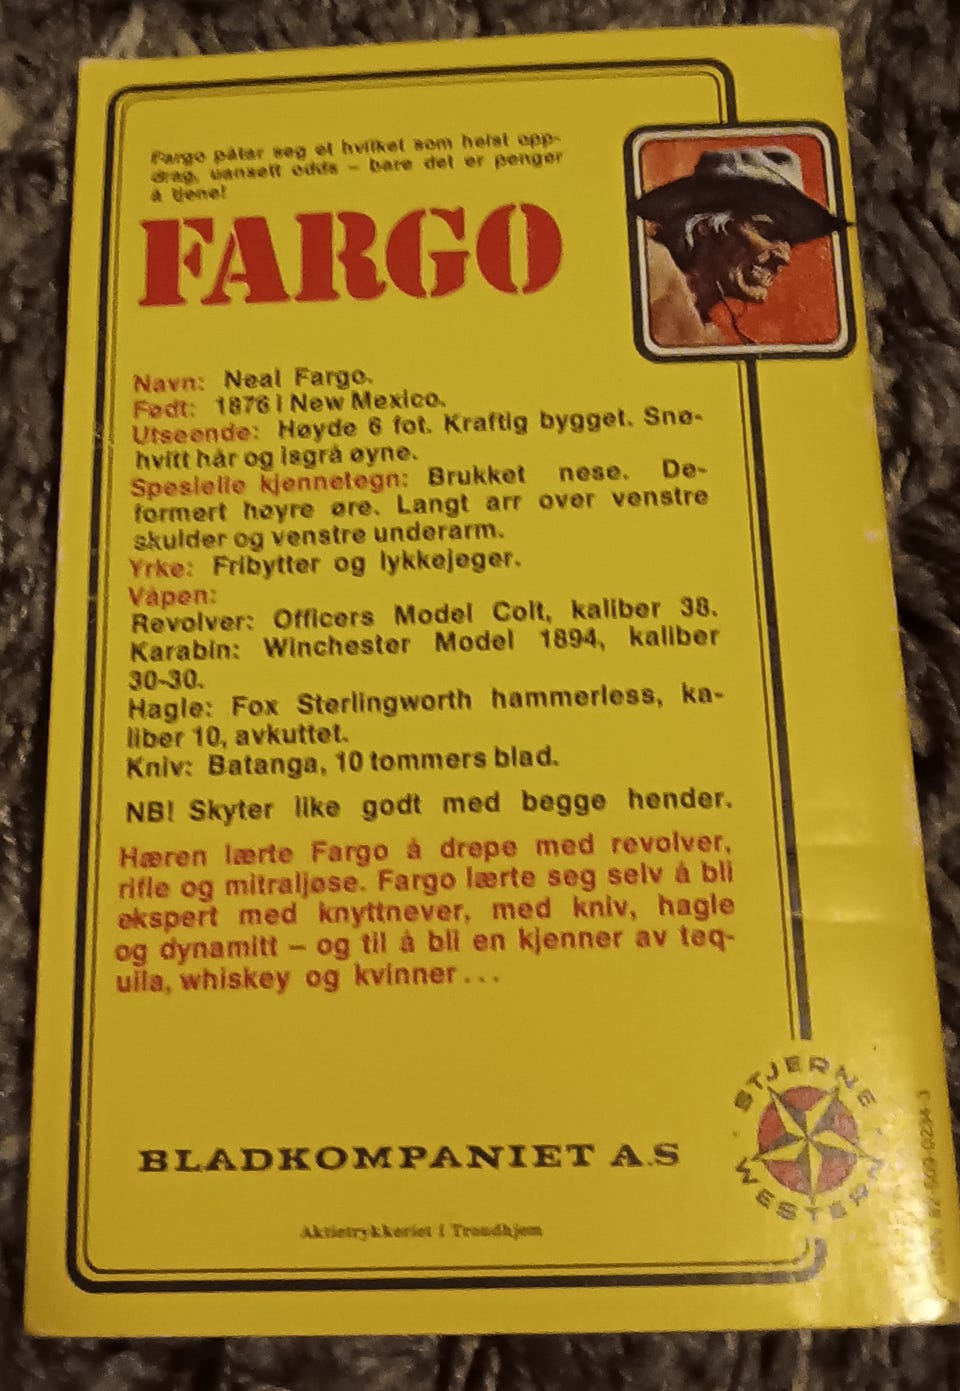 Fargo påtar seg et hvilket som helst opp-
drag, uansett odds – bare det er penger
å tjene!
FARGO
Navn: Neal Fargo.
Født: 1876 i New Mexico.
Utseende: Høyde 6 fot. Kraftig bygget. Snø-
hvitt hår og isgrå øyne.
Spesielle kjennetegn: Brukket nese. De-
formert høyre øre. Langt arr over venstre
skulder og venstre underarm.
Yrke: Fribytter og lykkejeger.
Våpen:
Revolver: Officers Model Colt, kaliber 38.
Karabin: Winchester Model 1894, kaliber
30-30.
Hagle: Fox Sterlingworth hammerless, ka-
liber 10, avkuttet.
Kniv: Batanga, 10 tommers blad.
NB! Skyter like godt med begge hender.
Hæren lærte Fargo å drepe med revolver,
rifle og mitraljøse. Fargo lærte seg selv å bli
ekspert med knyttnever, med kniv, hagle
og dynamitt – og til å bli en kjenner av teq-
uila, whiskey og kvinner...
STJERNE
WESTERN
BLADKOMPANIET A.S
Aktietrykkeriet i Trondhjem
82-509-0234-3